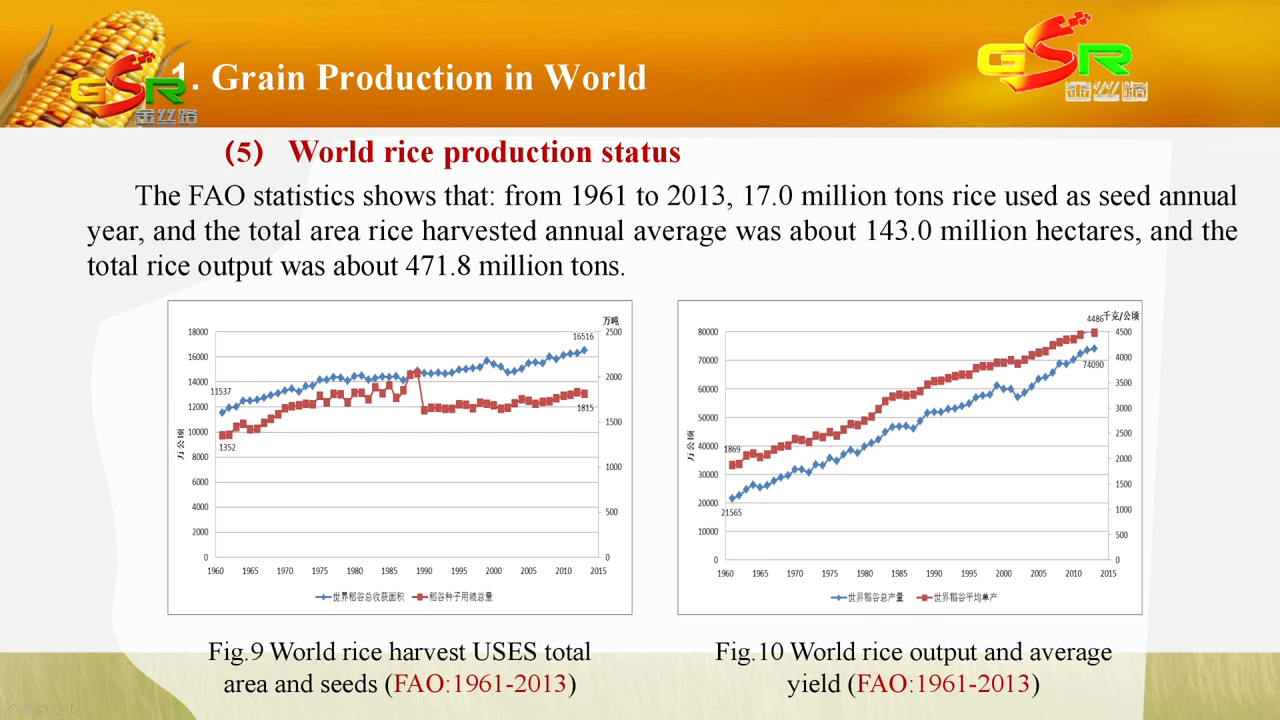 1. Grain Production in World
GSR
金丝路
GSR
金丝路
(5) World rice production status
The FAO statistics shows that: from 1961 to 2013, 17.0 million tons rice used as seed annual
year, and the total area rice harvested annual average was about 143.0 million hectares, and the
total rice output was about 471.8 million tons.
万吨
18000
16000
14000
12000
10000
8000
6000
4000
2000
0
万公顷
2500
2000
1500
1000
500
0
16516
11537
1815
1352
1960 1965 1970 1975 1980 1985 1990 1995 2000 2005 2010 2015
世界稻谷总收获面积 稻谷种子用粮总量
千克/公顷
80000
70000
60000
50000
40000
30000
20000
10000
0
万公顷
4500
4000
3500
3000
2500
2000
1500
1000
500
0
4486
74090
1869
21565
1960 1965 1970 1975 1980 1985 1990 1995 2000 2005 2010 2015
世界稻谷总产量 世界稻谷平均单产
Fig.9 World rice harvest USES total
area and seeds (FAO:1961-2013)
Fig.10 World rice output and average
yield (FAO:1961-2013)